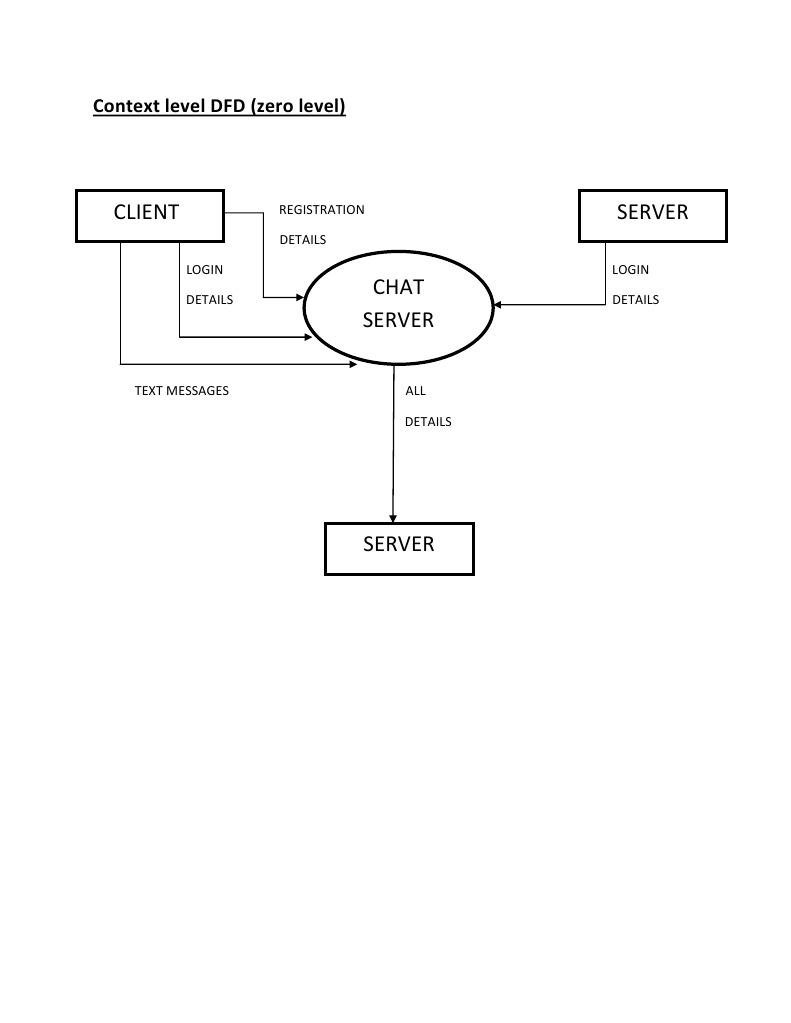 Context level DFD (zero level)
CLIENT
REGISTRATION
DETAILS
SERVER
LOGIN
DETAILS
CHAT
SERVER
LOGIN
DETAILS
TEXT MESSAGES
ALL
DETAILS
SERVER